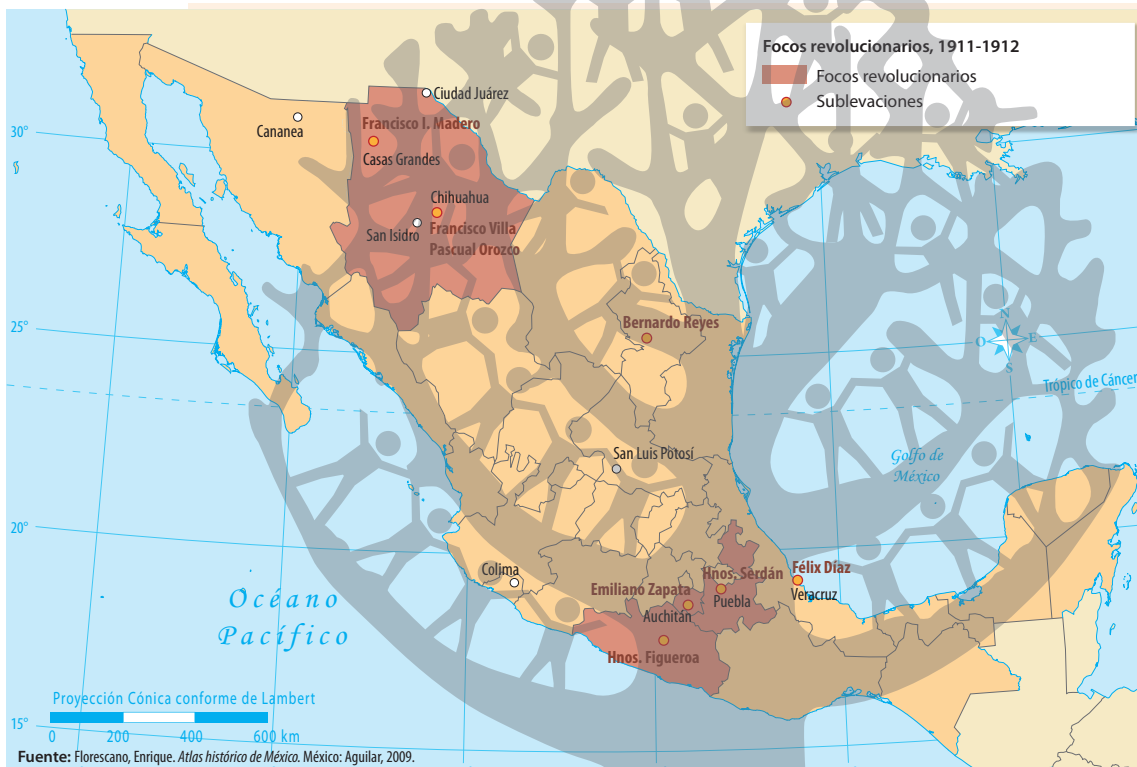 Focos revolucionarios, 1911-1912
Focos revolucionarios
Sublevaciones
Ciudad Juárez
Cananea
Francisco I. Madero
30°
Casas Grandes
Chihuahua
San Isidro
Francisco Villa
Pascual Orozco
Bernardo Reyes
25°
N
O
E
S
Trópico de Cáncer
San Luis Potosí
Golfo de
México
20°
Colima
Emiliano Zapata
Hnos. Serdán
Félix Díaz
Auchitán
Puebla
Veracruz
Océano
Pacífico
Hnos. Figueroa
Proyección Cónica conforme de Lambert
15°
0 200 400 600 km
Fuente: Florescano, Enrique. Atlas histórico de México. México: Aguilar, 2009.